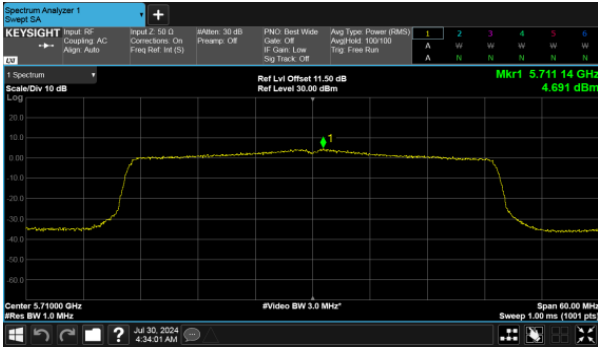 Spectrum Analyzer 1
Swept SA
KEYSIGHT
Input: RF
Coupling: AC
Align: Auto
Input Z: 50 Ω
Corrections: On
Freq Ref: Int (S)
#Atten: 30 dB
Preamp: Off
PNO: Best Wide
Gate: Off
IF Gain: Low
Sig Track: Off
Avg Type: Power (RMS)
Avg|Hold: 100/100
Trig: Free Run
1 2 3 4 5 6
A W W W W W
A N N N N N
LXI
1 Spectrum
Scale/Div 10 dB
Log
Ref Lvl Offset 11.50 dB
Ref Level 30.00 dBm
Mkr1 5.711 14 GHz
4.691 dBm
20.0
10.0
0.00
-10.0
-20.0
-30.0
-40.0
-50.0
-60.0
1
Center 5.71000 GHz
#Res BW 1.0 MHz
#Video BW 3.0 MHz*
Span 60.00 MHz
Sweep 1.00 ms (1001 pts)
?
Jul 30, 2024
4:34:01 AM